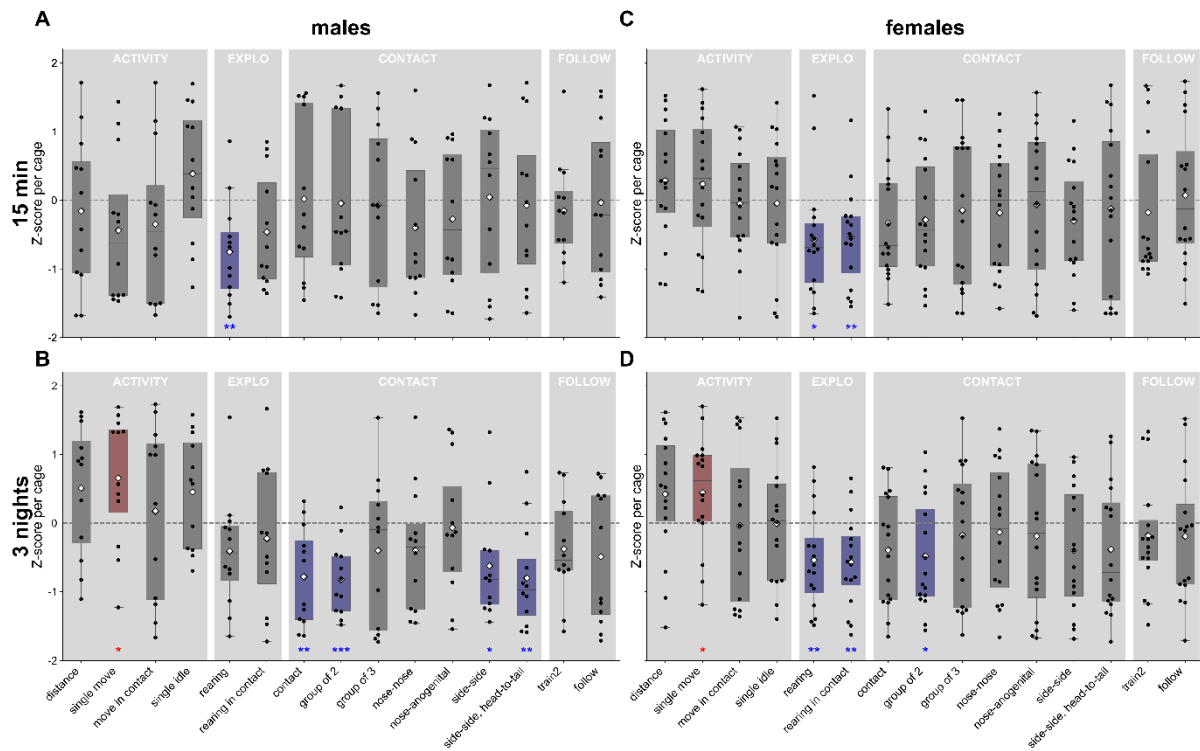 A
males
C
females
15 min
Z-score per cage
2
1
0
-1
-2
ACTIVITY
EXPLO
CONTACT
FOLLOW
**
Z-score per cage
ACTIVITY
EXPLO
CONTACT
FOLLOW
*
**
B
D
3 nights
Z-score per cage
2
1
0
-1
-2
ACTIVITY
EXPLO
CONTACT
FOLLOW
*
**
***
*
**
Z-score per cage
ACTIVITY
EXPLO
CONTACT
FOLLOW
*
**
**
*
distance
single move
move in contact
single idle
rearing
rearing in contact
contact
group of 2
group of 3
nose-nose
nose-anogenital
side-side
side-side, head-to-tail
train2
follow
distance
single move
move in contact
single idle
rearing
rearing in contact
contact
group of 2
group of 3
nose-nose
nose-anogenital
side-side
side-side, head-to-tail
train2
follow